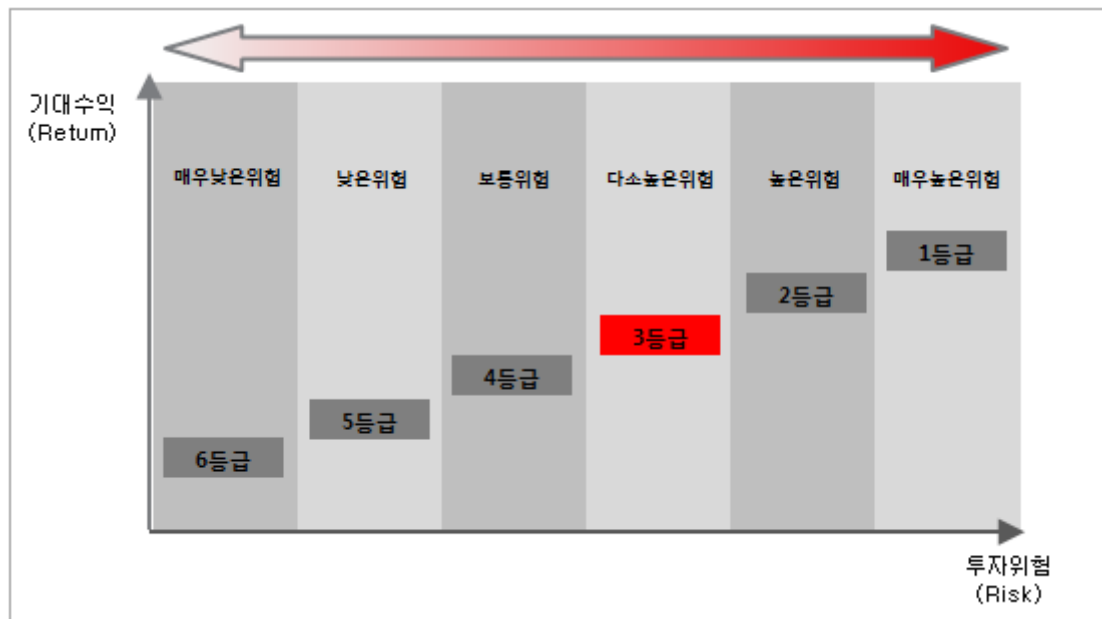 기대수익
(Return)
매우낮은위험
낮은위험
보통위험
다소높은위험
높은위험
매우높은위험
1등급
2등급
3등급
4등급
5등급
6등급
투자위험
(Risk)